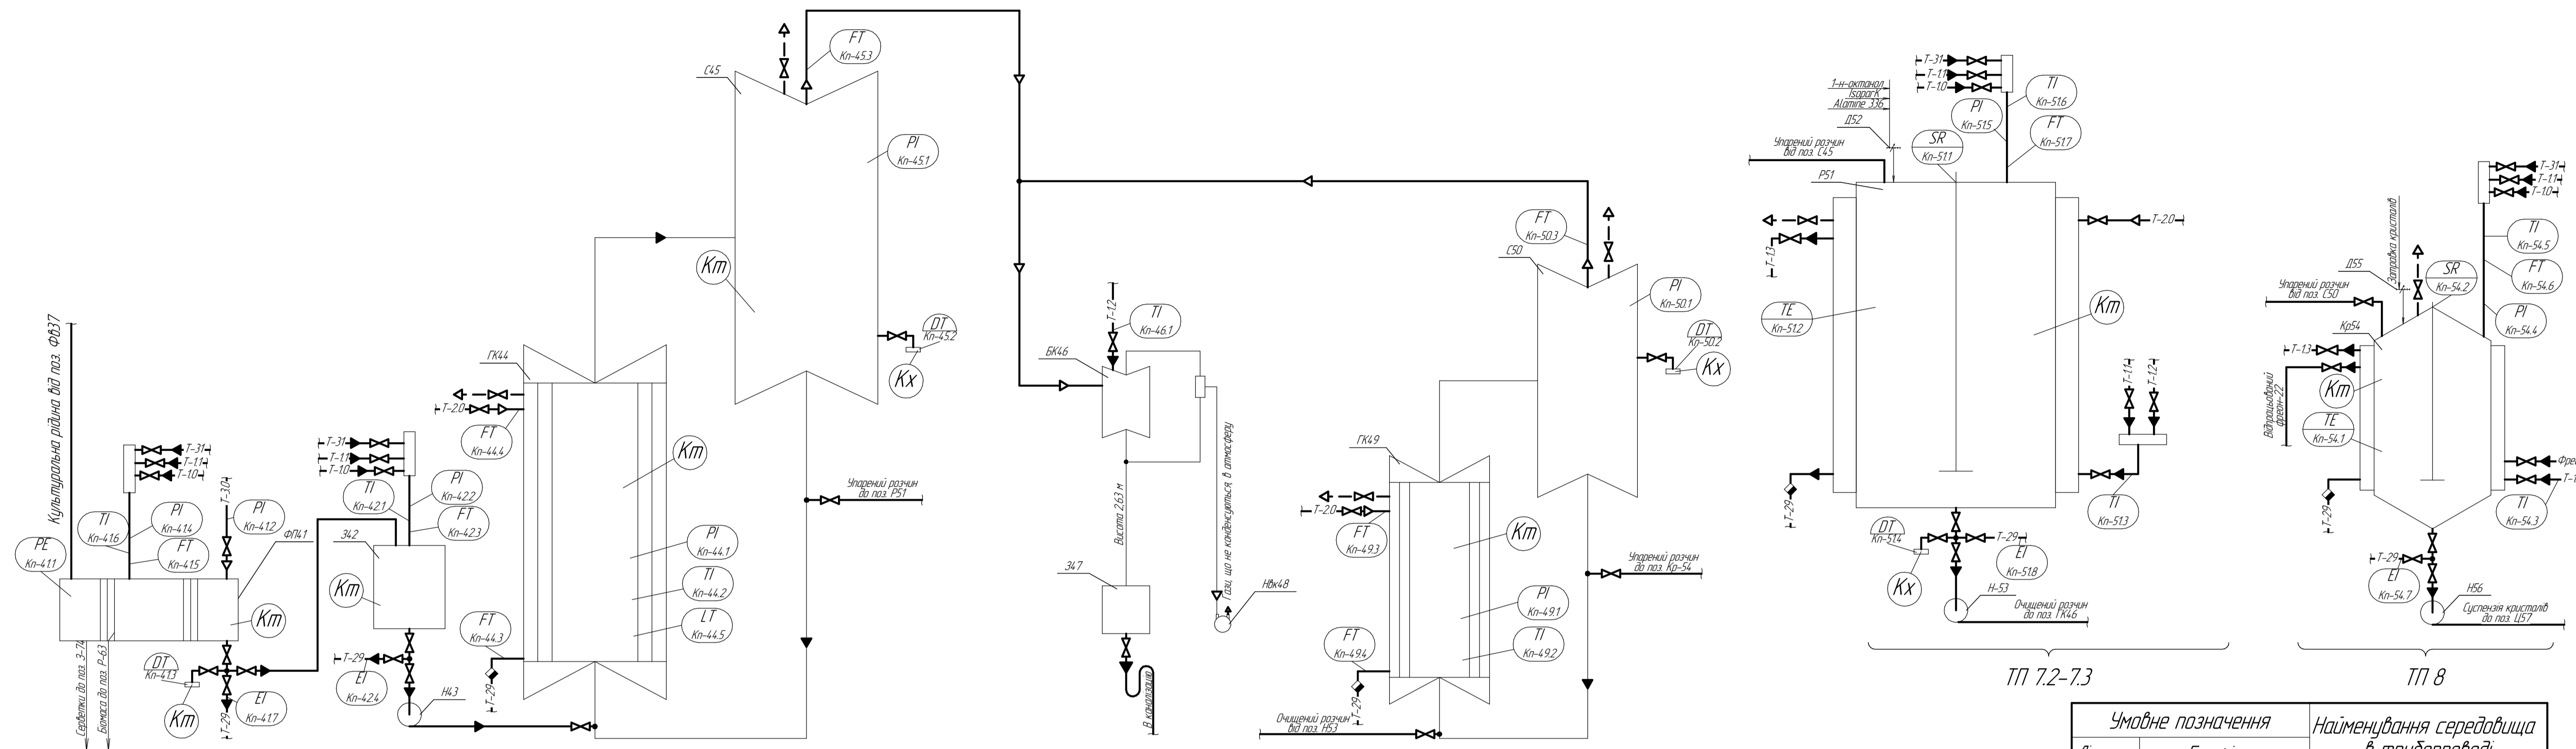 Культуральна рідина від поз. Фв37
PE
Кп-41.1
TI
Кп-41.6
PI
Кп-41.4
FT
Кп-41.5
Т-31
Т-1.1
Т-1.0
Т-3.0
PI
Кп-41.2
ФП41
Кт
Серветки до поз. З-74
Біомаса до поз. Р-63
DT
Кп-41.3
Кт
Т-29
EI
Кп-41.7
Т-31
Т-1.1
Т-1.0
TI
Кп-42.1
PI
Кп-42.2
FT
Кп-42.3
З42
Кт
Т-29
EI
Кп-42.4
Н43
ГК44
Т-2.0
FT
Кп-44.4
Кт
PI
Кп-44.1
TI
Кп-44.2
LT
Кп-44.5
FT
Кп-44.3
Т-29
С45
FT
Кп-45.3
PI
Кп-45.1
Кт
DT
Кп-45.2
Кх
Упарений розчин
до поз. Р51
Т-1.2
TI
Кп-46.1
БК46
Висота 2,63 м
З47
В каналізацію
Гази, що не конденсуються, в атмосферу
Нвк48
ГК49
Т-2.0
FT
Кп-49.3
Кт
PI
Кп-49.1
TI
Кп-49.2
FT
Кп-49.4
Т-29
Очищений розчин
від поз. Н53
С50
FT
Кп-50.3
PI
Кп-50.1
DT
Кп-50.2
Кх
Упарений розчин
до поз. Кр-54
1-н-октанол
IsoparK
Alamine 336
Д52
Упарений розчин
від поз. С45
Р51
SR
Кп-51.1
Т-31
Т-1.1
Т-1.0
TI
Кп-51.6
PI
Кп-51.5
FT
Кп-51.7
Т-2.0
Т-1.3
TE
Кп-51.2
Кт
Т-1.1
Т-1.2
TI
Кп-51.3
Т-29
DT
Кп-51.4
Кх
Т-29
EI
Кп-51.8
Н-53
Очищений розчин
до поз. ГК46
ТП 7.2-7.3
Затравка кристалів
Д55
Упарений розчин
від поз. С50
Кр54
SR
Кп-54.2
Т-31
Т-1.1
Т-1.0
TI
Кп-54.5
FT
Кп-54.6
PI
Кп-54.4
Т-1.3
Відпрацьований
фреон-22
Кт
TE
Кп-54.1
TI
Кп-54.3
Т-29
Т-29
EI
Кп-54.7
Н56
Суспензія кристалів
до поз. Ц57
ТП 8
Умовне позначення
Найменування середовища
в трубопроводі